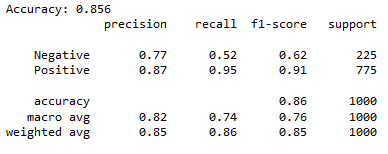 Accuracy: 0.856
precision recall f1-score support
Negative 0.77 0.52 0.62 225
Positive 0.87 0.95 0.91 775
accuracy 0.86 1000
macro avg 0.82 0.74 0.76 1000
weighted avg 0.85 0.86 0.85 1000